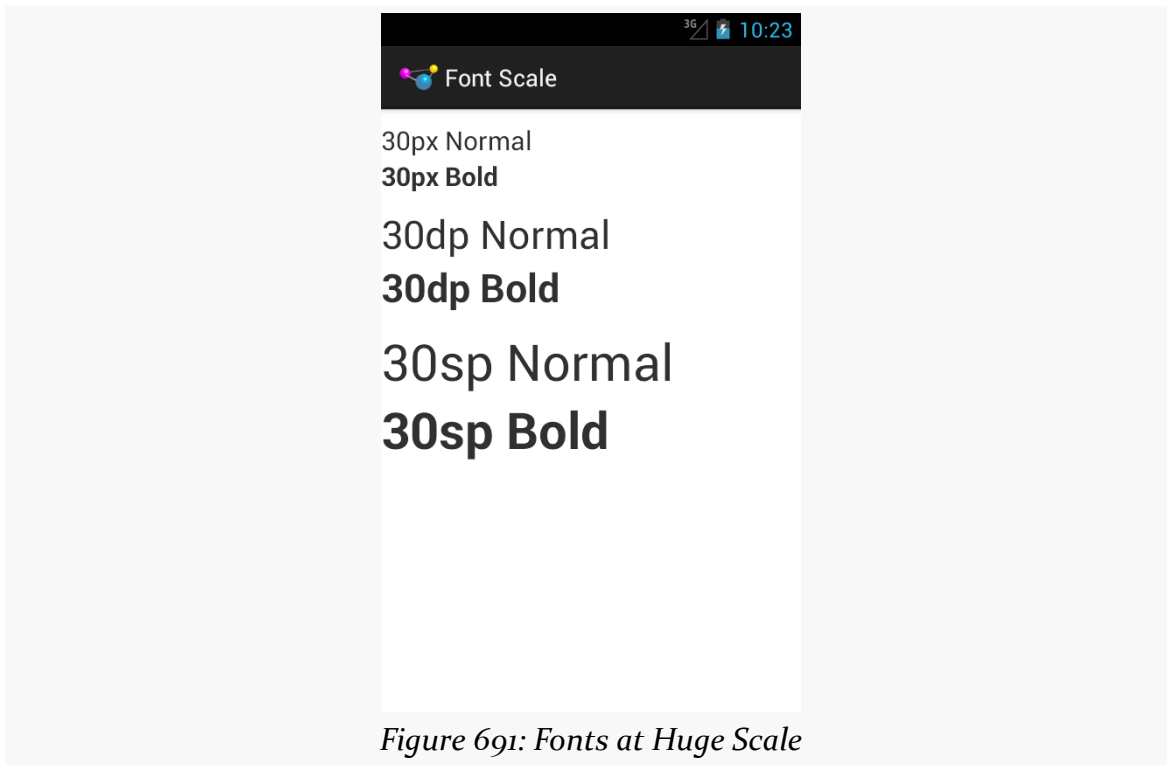 3G 10:23
Font Scale
30px Normal
30px Bold
30dp Normal
30dp Bold
30sp Normal
30sp Bold
Figure 691: Fonts at Huge Scale